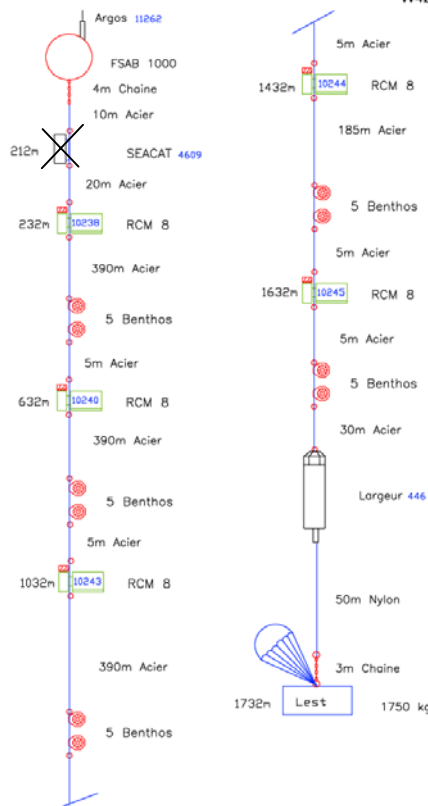 Argos 11262
FSAB 1000
4m Chaine
10m Acier
212m
SEACAT 4609
20m Acier
232m 10238 RCM 8
390m Acier
5 Benthos
5m Acier
632m 10240 RCM 8
390m Acier
5 Benthos
5m Acier
1032m 10243 RCM 8
390m Acier
5 Benthos
5m Acier
1432m 10244 RCM 8
185m Acier
5 Benthos
5m Acier
1632m 10245 RCM 8
5m Acier
5 Benthos
30m Acier
Largeur 446
50m Nylon
3m Chaine
1732m Lest 1750 kg